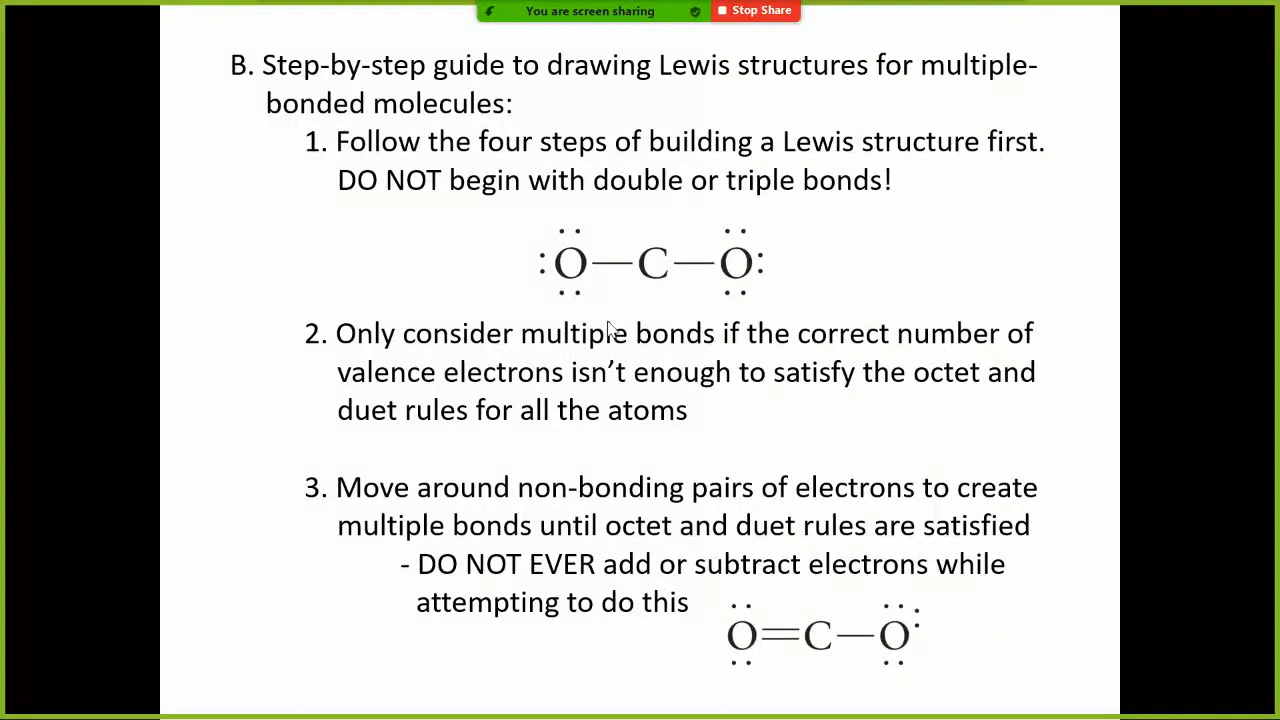 You are screen sharing Stop Share
B. Step-by-step guide to drawing Lewis structures for multiple-
bonded molecules:
1. Follow the four steps of building a Lewis structure first.
DO NOT begin with double or triple bonds!
:O—C—O:
2. Only consider multiple bonds if the correct number of
valence electrons isn’t enough to satisfy the octet and
duet rules for all the atoms
3. Move around non-bonding pairs of electrons to create
multiple bonds until octet and duet rules are satisfied
- DO NOT EVER add or subtract electrons while
attempting to do this
O=C—O: